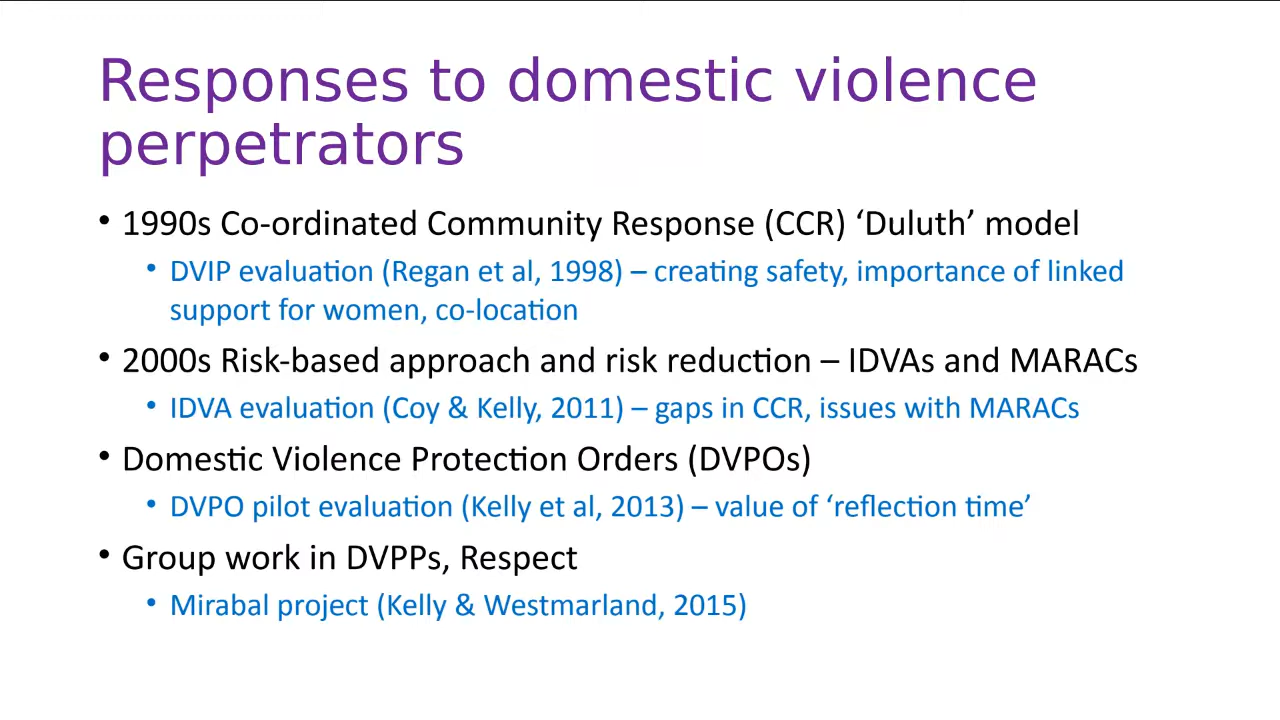 Responses to domestic violence
perpetrators
• 1990s Co-ordinated Community Response (CCR) ‘Duluth’ model
• DVIP evaluation (Regan et al, 1998) – creating safety, importance of linked
support for women, co-location
• 2000s Risk-based approach and risk reduction – IDVAs and MARACs
• IDVA evaluation (Coy & Kelly, 2011) – gaps in CCR, issues with MARACs
• Domestic Violence Protection Orders (DVPOs)
• DVPO pilot evaluation (Kelly et al, 2013) – value of ‘reflection time’
• Group work in DVPPs, Respect
• Mirabal project (Kelly & Westmarland, 2015)